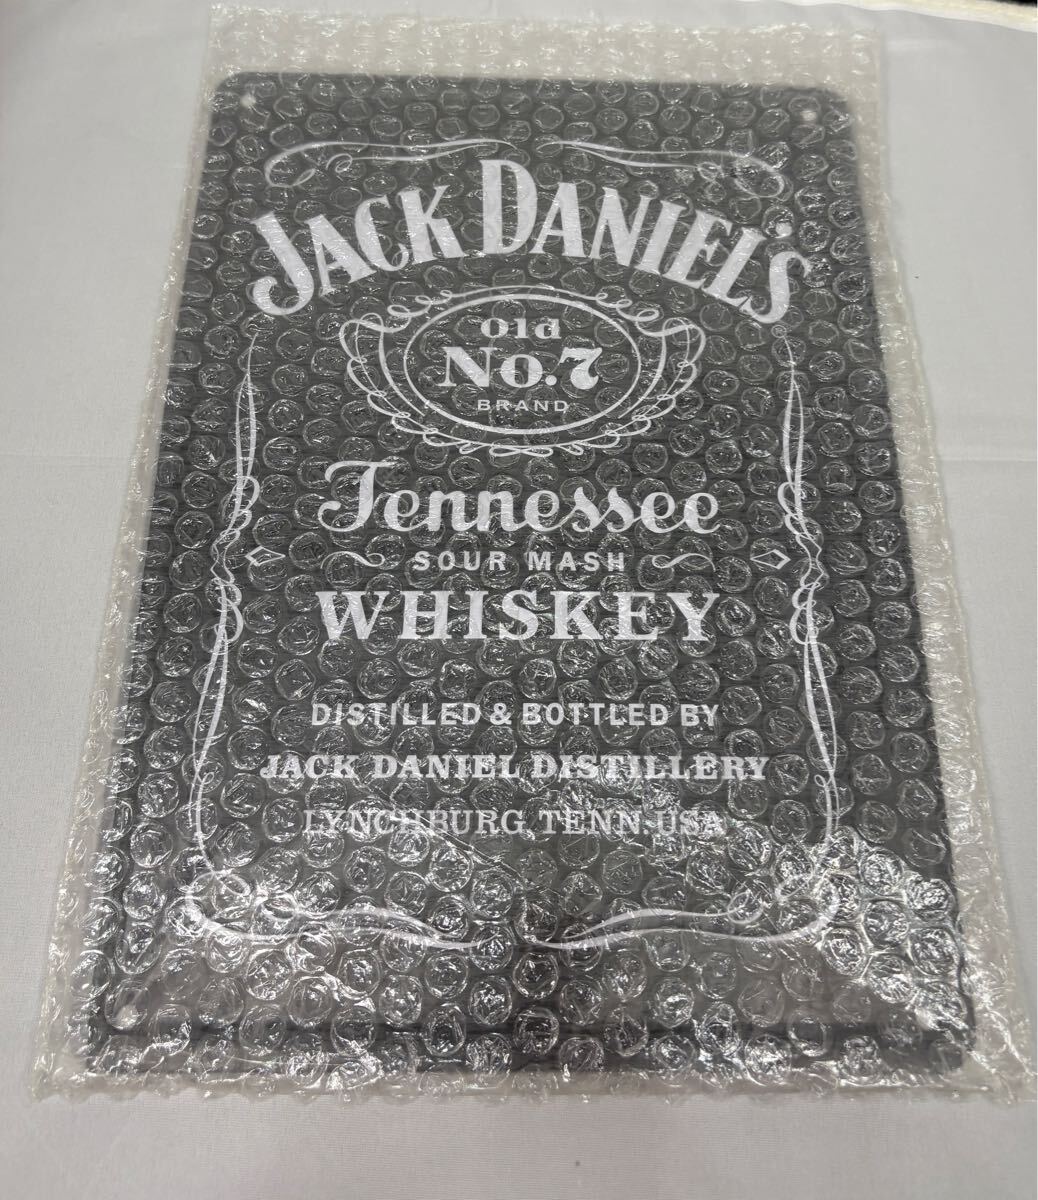 JACK DANIEL'S
Old
No.7
BRAND
Tennessee
SOUR MASH
WHISKEY
DISTILLED & BOTTLED BY
JACK DANIEL DISTILLERY
LYNCHBURG, TENN. USA